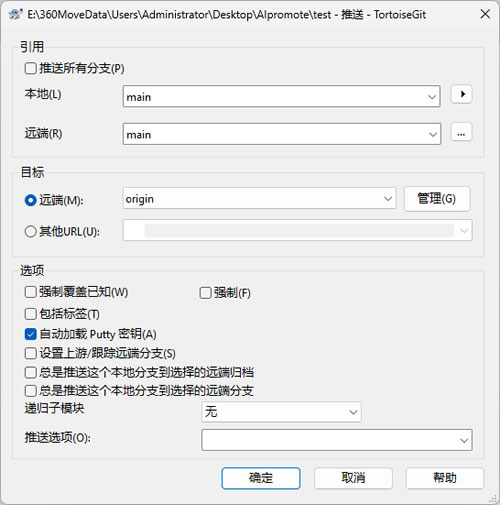 E:\360MoveData\Users\Administrator\Desktop\AIpromote\test - 推送 - TortoiseGit
引用
推送所有分支(P)
本地(L)
main
远端(R)
main
...
目标
远端(M):
origin
管理(G)
其他URL(U):
选项
强制覆盖已知(W)
强制(F)
包括标签(T)
自动加载 Putty 密钥(A)
设置上游/跟踪远端分支(S)
总是推送这个本地分支到选择的远端归档
总是推送这个本地分支到选择的远端分支
递归子模块
无
推送选项(O):
确定
取消
帮助